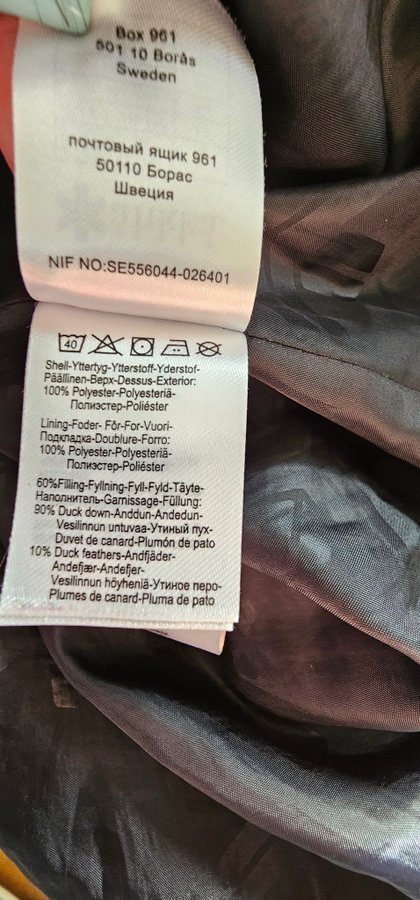 Box 961
501 10 Borås
Sweden
почтовый ящик 961
50110 Борас
Швеция
NIF NO:SE556044-026401
40
Shell-Yttertyg-Ytterstoff-Yderstof-
Päällinen-Верх-Dessus-Exterior:
100% Polyester-Polyesteriä-
Полиэстер-Poliéster
Lining-Foder- Fôr-For-Vuori-
Подкладка-Doublure-Forro:
100% Polyester-Polyesteriä-
Полиэстер-Poliéster
60%Filling-Fyllning-Fyll-Fyld-Täyte-
Наполнитель-Garnissage-Füllung:
90% Duck down-Anddun-Andedun-
Vesilinnun untuvaa-Утиный пух-
Duvet de canard-Plumón de pato
10% Duck feathers-Andfjäder-
Andefjær-Andefjer-
Vesilinnun höyheniä-Утиное перо-
Plumes de canard-Pluma de pato